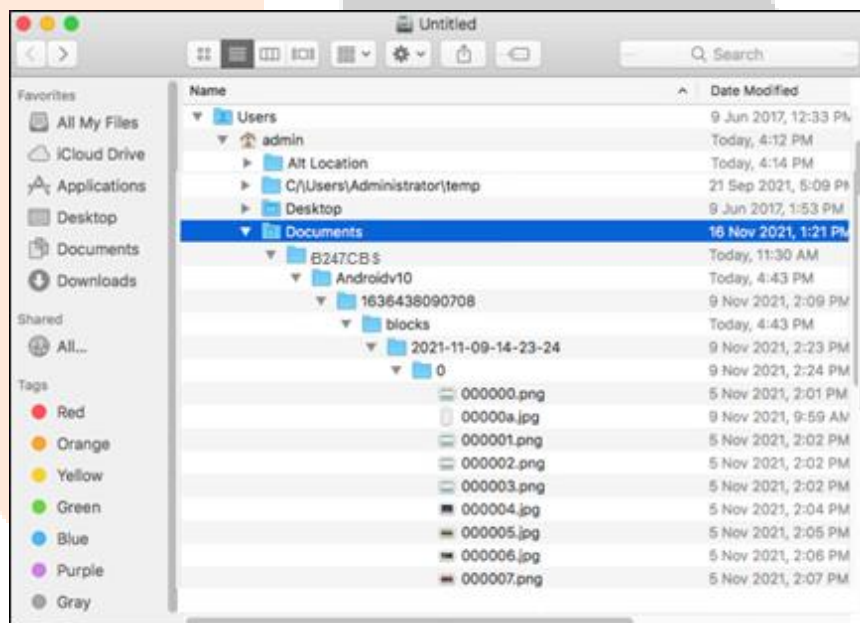 Untitled
Search
Favorites
All My Files
iCloud Drive
Applications
Desktop
Documents
Downloads
Shared
All...
Tags
Red
Orange
Yellow
Green
Blue
Purple
Gray
Name Date Modified
Users 9 Jun 2017, 12:33 PM
admin Today, 4:12 PM
Alt Location Today, 4:14 PM
C/\Users\Administrator\temp 21 Sep 2021, 5:09 PM
Desktop 9 Jun 2017, 1:53 PM
Documents 16 Nov 2021, 1:21 PM
B247.CB$ Today, 11:30 AM
Androidv10 Today, 4:43 PM
1636438090708 9 Nov 2021, 2:09 PM
blocks Today, 4:43 PM
2021-11-09-14-23-24 9 Nov 2021, 2:23 PM
0 9 Nov 2021, 2:24 PM
000000.png 5 Nov 2021, 2:01 PM
00000a.jpg 9 Nov 2021, 9:59 AM
000001.png 5 Nov 2021, 2:02 PM
000002.png 5 Nov 2021, 2:02 PM
000003.png 5 Nov 2021, 2:02 PM
000004.jpg 5 Nov 2021, 2:04 PM
000005.jpg 5 Nov 2021, 2:05 PM
000006.jpg 5 Nov 2021, 2:06 PM
000007.png 5 Nov 2021, 2:07 PM